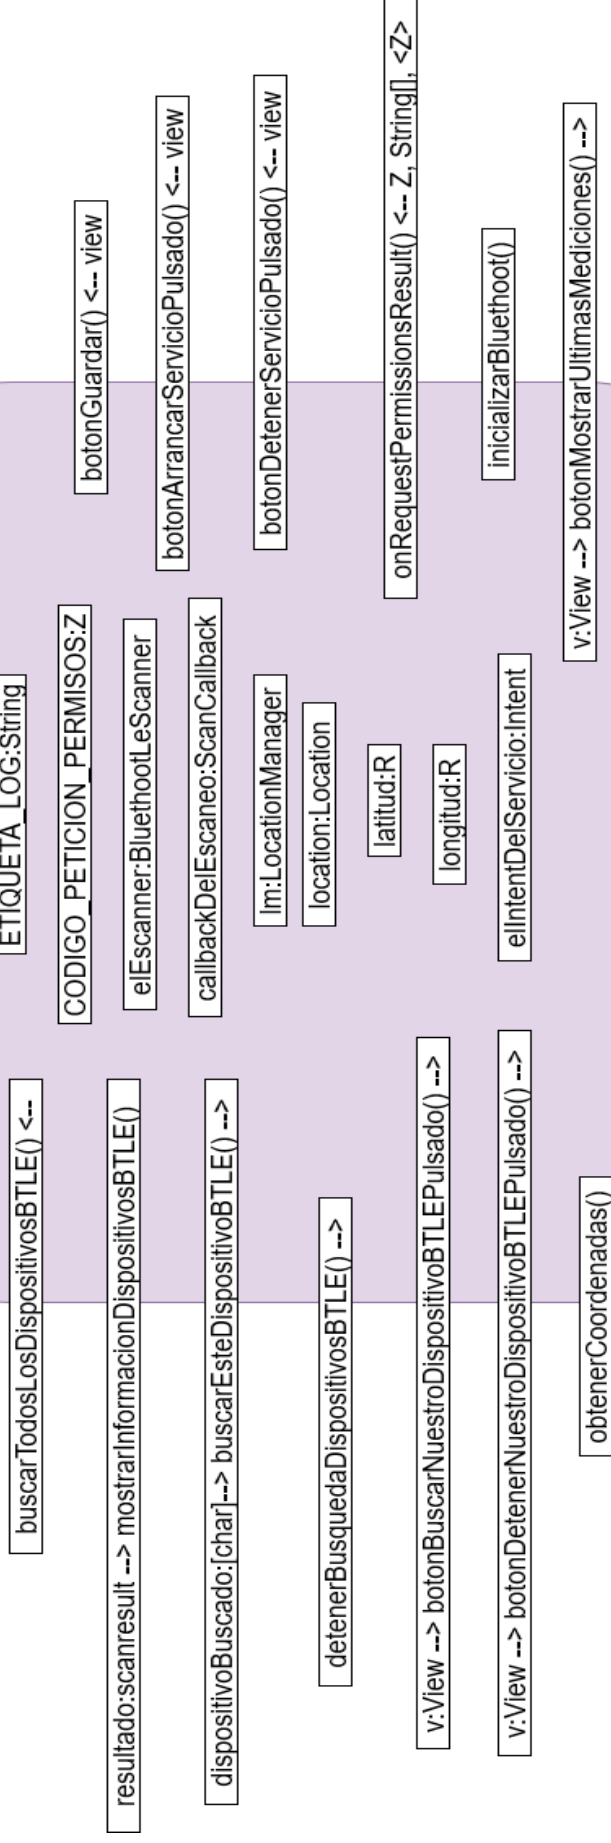 buscarTodosLosDispositivosBTLE() <--
resultado:scanresult --> mostrarInformacionDispositivosBTLE()
dispositivoBuscado:[char]--> buscarEsteDispositivoBTLE() -->
detenerBusquedaDispositivosBTLE() -->
v:View --> botonBuscarNuestroDispositivoBTLEPulsado() -->
v:View --> botonDetenerNuestroDispositivoBTLEPulsado() -->
obtenerCoordenadas()
ETIQUETA_LOG:String
CODIGO_PETICION_PERMISOS:Z
elEscanner:BluethootLeScanner
callbackDelEscaneo:ScanCallback
lm:LocationManager
location:Location
latitud:R
longitud:R
elIntentDelServicio:Intent
botonGuardar() <-- view
botonArrancarServicioPulsado() <-- view
botonDetenerServicioPulsado() <-- view
onRequestPermissionsResult() <-- Z, String[], <Z>
inicializarBluethoot()
v:View --> botonMostrarUltimasMediciones() -->